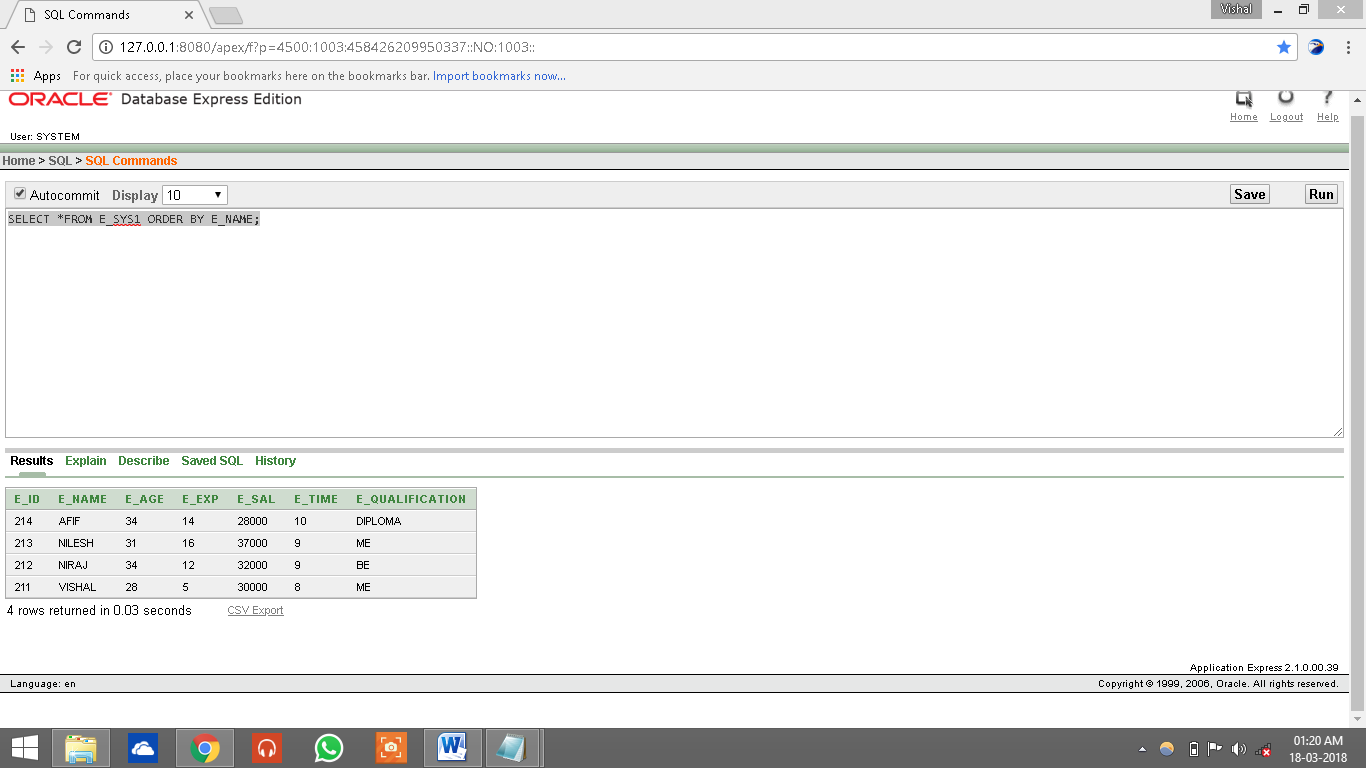 SQL Commands
Vishal
127.0.0.1:8080/apex/f?p=4500:1003:458426209950337::NO:1003::
Apps For quick access, place your bookmarks here on the bookmarks bar. Import bookmarks now...
ORACLE Database Express Edition
Home Logout Help
User: SYSTEM
Home > SQL > SQL Commands
Autocommit Display 10 Save Run
SELECT *FROM E_SYS1 ORDER BY E_NAME;
Results Explain Describe Saved SQL History
E_ID E_NAME E_AGE E_EXP E_SAL E_TIME E_QUALIFICATION
214 AFIF 34 14 28000 10 DIPLOMA
213 NILESH 31 16 37000 9 ME
212 NIRAJ 34 12 32000 9 BE
211 VISHAL 28 5 30000 8 ME
4 rows returned in 0.03 seconds CSV Export
Application Express 2.1.0.00.39
Language: en Copyright © 1999, 2006, Oracle. All rights reserved.
01:20 AM
18-03-2018